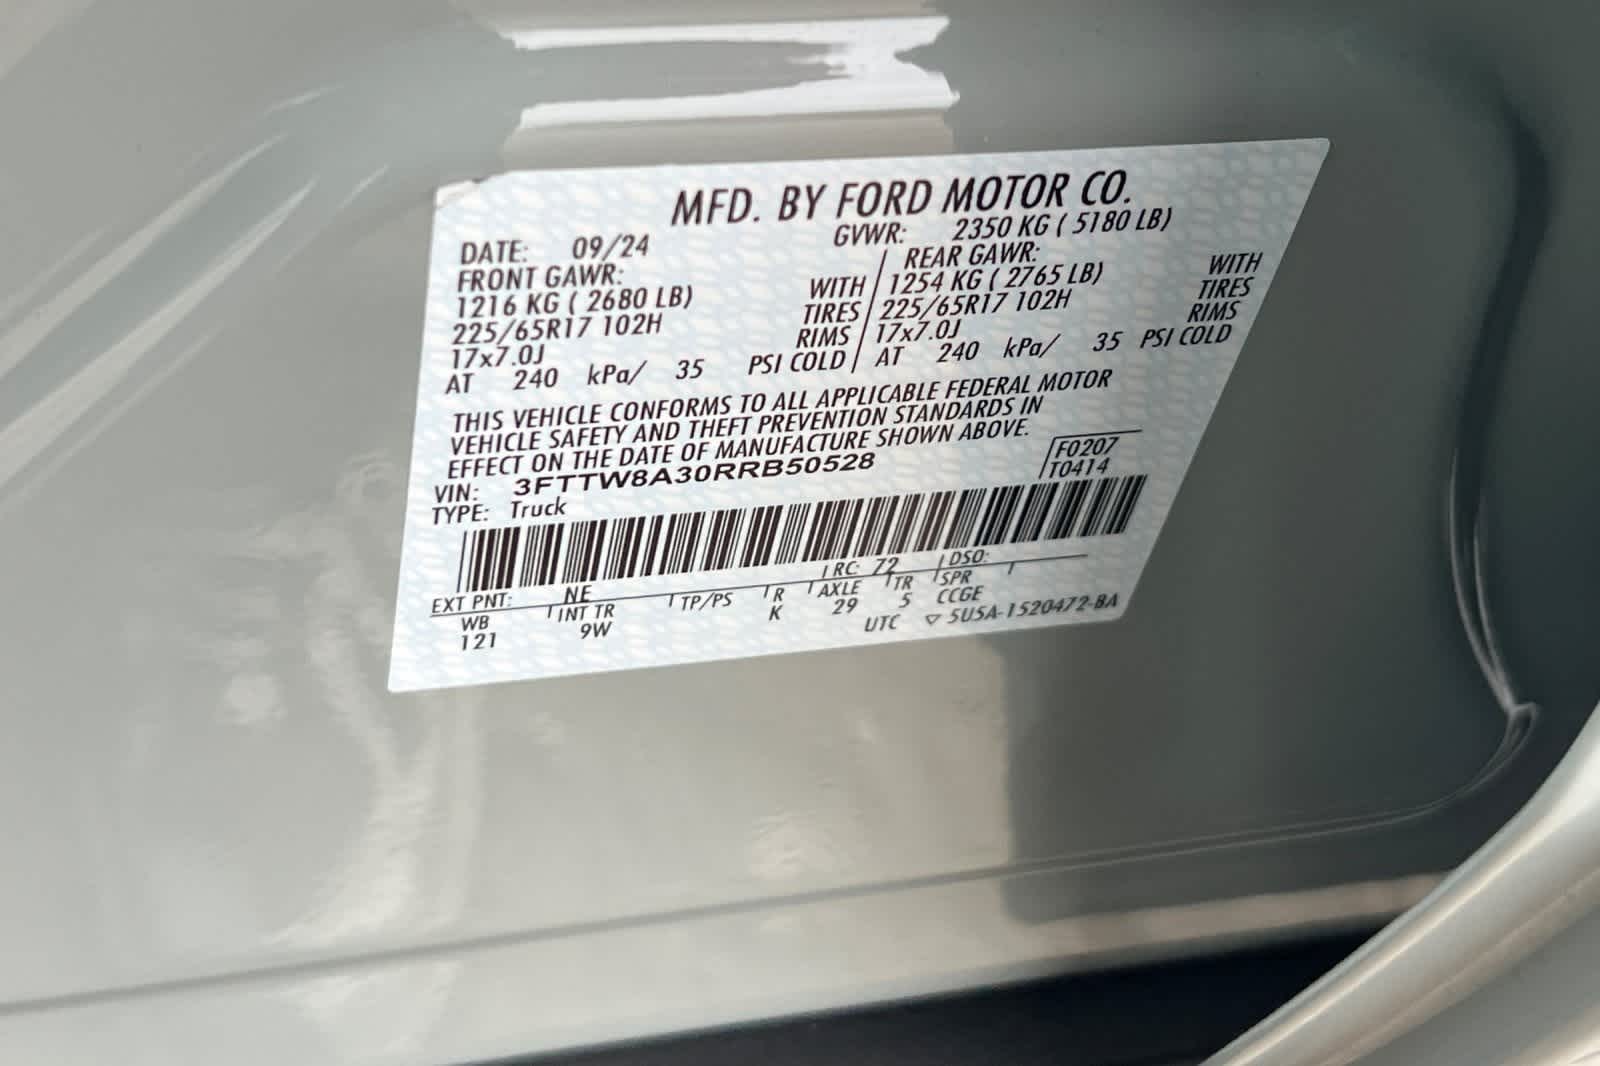 MFD. BY FORD MOTOR CO.
DATE: 09/24 GVWR: 2350 KG ( 5180 LB)
FRONT GAWR: REAR GAWR:
1216 KG ( 2680 LB) WITH 1254 KG ( 2765 LB) WITH
225/65R17 102H TIRES 225/65R17 102H TIRES
17x7.0J RIMS 17x7.0J RIMS
AT 240 kPa/ 35 PSI COLD AT 240 kPa/ 35 PSI COLD
THIS VEHICLE CONFORMS TO ALL APPLICABLE FEDERAL MOTOR
VEHICLE SAFETY AND THEFT PREVENTION STANDARDS IN
EFFECT ON THE DATE OF MANUFACTURE SHOWN ABOVE.
VIN: 3FTTW8A30RRB50528 F0207
TYPE: Truck T0414
EXT PNT: NE RC: 72 DSO:
WB INT TR TP/PS R AXLE TR SPR
121 9W K 29 5 CCGE
UTC ▽ 5U5A-1520472-BA